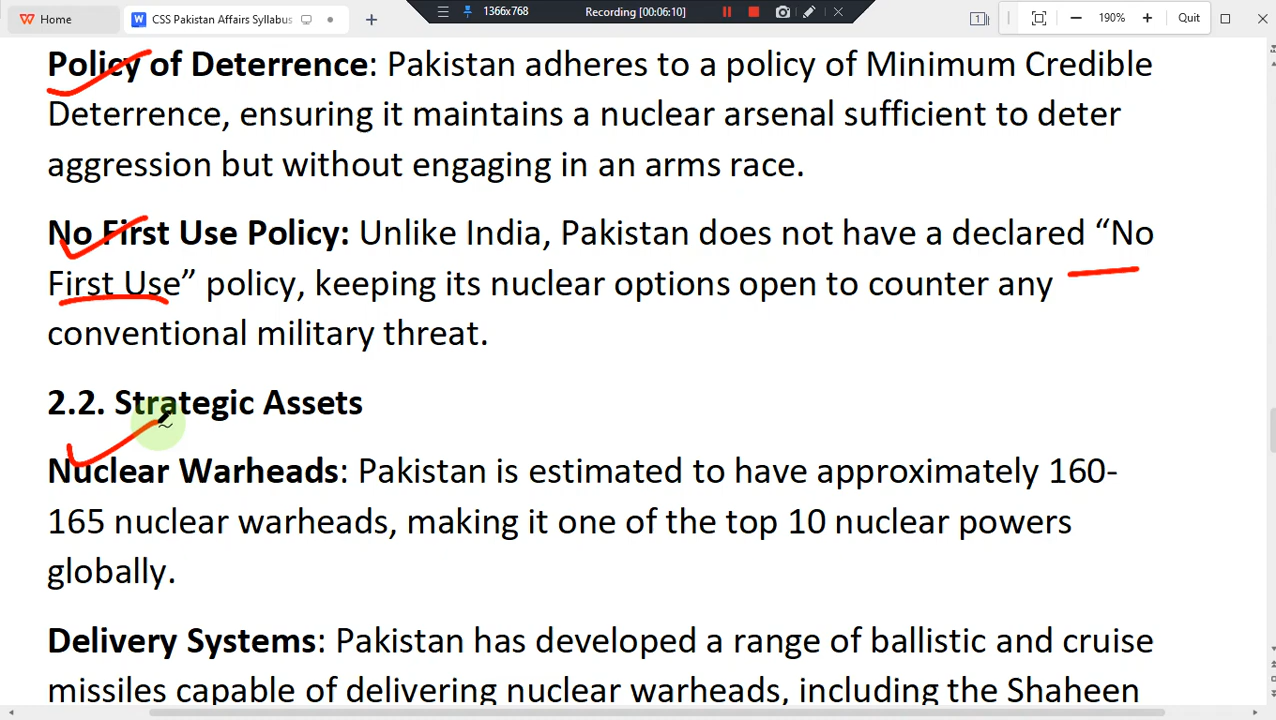 Home
CSS Pakistan Affairs Syllabus
1366x768
Recording [00:06:10]
1
190%
Quit
Policy of Deterrence: Pakistan adheres to a policy of Minimum Credible
Deterrence, ensuring it maintains a nuclear arsenal sufficient to deter
aggression but without engaging in an arms race.
No First Use Policy: Unlike India, Pakistan does not have a declared “No
First Use” policy, keeping its nuclear options open to counter any
conventional military threat.
2.2. Strategic Assets
Nuclear Warheads: Pakistan is estimated to have approximately 160-
165 nuclear warheads, making it one of the top 10 nuclear powers
globally.
Delivery Systems: Pakistan has developed a range of ballistic and cruise
missiles capable of delivering nuclear warheads, including the Shaheen